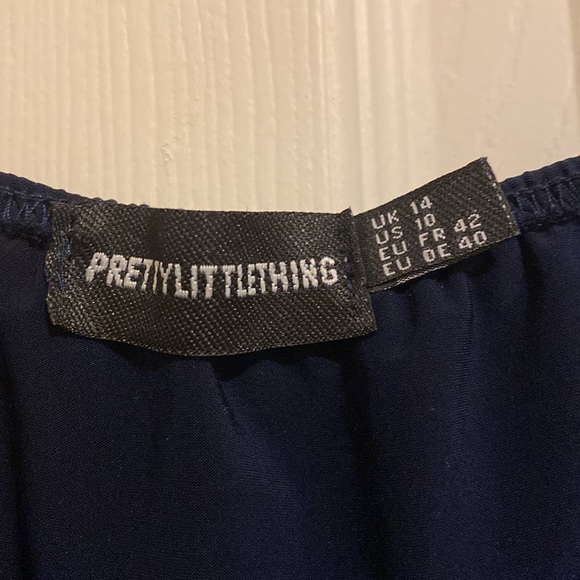 PRETTYLITTLETHING
UK 14
US 10
EU FR 42
EU DE 40